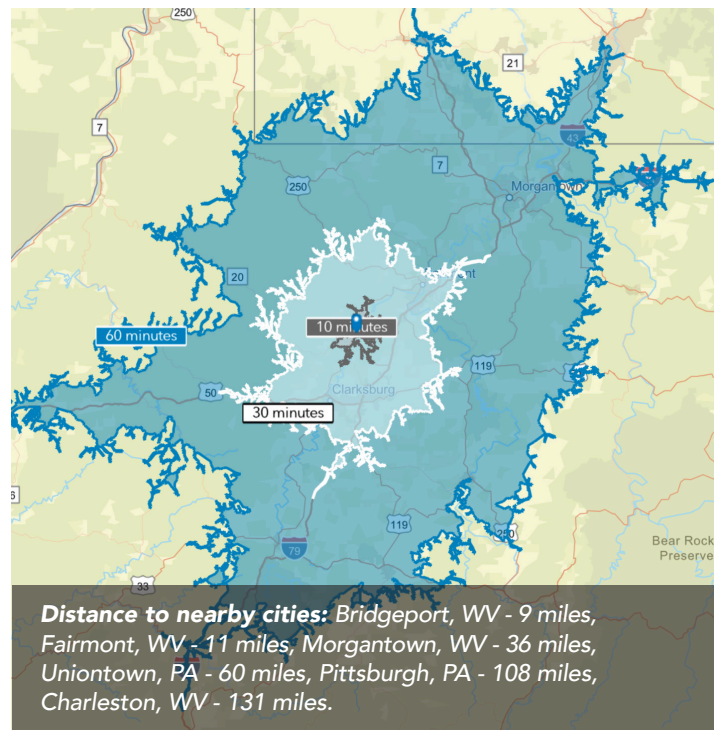 250
21
7
43
7
250
Morgantown
20
10 minutes
60 minutes
119
50
Clarksburg
30 minutes
119
250
79
Bear Rock
Preserve
33
Distance to nearby cities: Bridgeport, WV - 9 miles,
Fairmont, WV - 11 miles, Morgantown, WV - 36 miles,
Uniontown, PA - 60 miles, Pittsburgh, PA - 108 miles,
Charleston, WV - 131 miles.